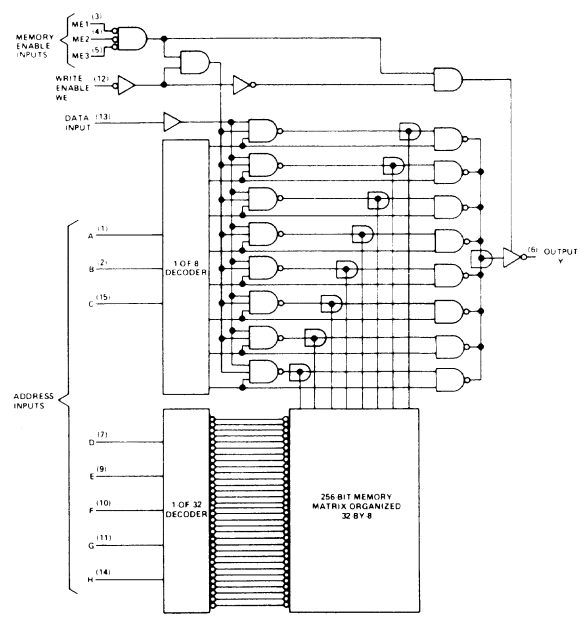 MEMORY
ENABLE
INPUTS
ME1 (3)
ME2 (4)
ME3 (5)
WRITE
ENABLE
WE
(12)
DATA
INPUT
(13)
A (1)
B (2)
C (15)
1 OF 8
DECODER
(6)
OUTPUT
Y
ADDRESS
INPUTS
D (7)
E (9)
F (10)
G (11)
H (14)
1 OF 32
DECODER
256-BIT MEMORY
MATRIX ORGANIZED
32 BY 8